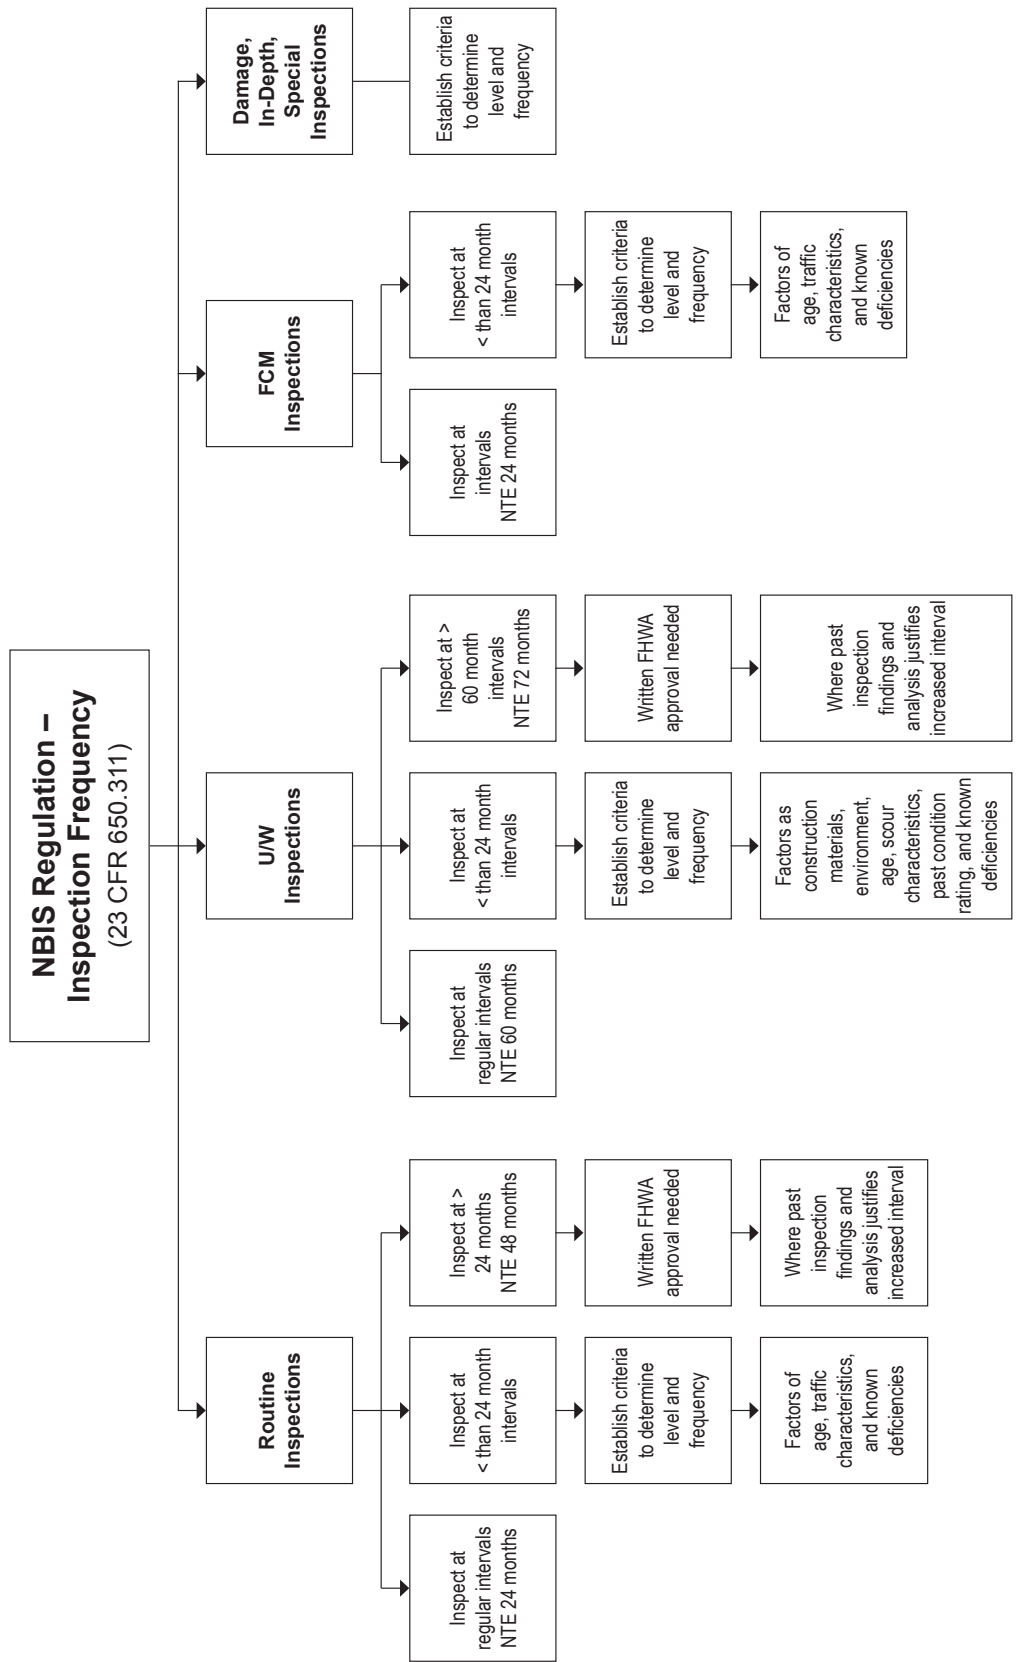 NBIS Regulation –
Inspection Frequency
(23 CFR 650.311)
Routine
Inspections
U/W
Inspections
FCM
Inspections
Damage,
In-Depth,
Special
Inspections
Inspect at
regular intervals
NTE 24 months
Inspect at
< than 24 month
intervals
Inspect at >
24 months
NTE 48 months
Inspect at
regular intervals
NTE 60 months
Inspect at
< than 24 month
intervals
Inspect at >
60 month
intervals
NTE 72 months
Inspect at
intervals
NTE 24 months
Inspect at
< than 24 month
intervals
Establish criteria
to determine
level and
frequency
Establish criteria
to determine
level and
frequency
Written FHWA
approval needed
Establish criteria
to determine
level and
frequency
Written FHWA
approval needed
Establish criteria
to determine
level and
frequency
Factors of
age, traffic
characteristics,
and known
deficiencies
Where past
inspection
findings and
analysis justifies
increased interval
Factors as
construction
materials,
environment,
age, scour
characteristics,
past condition
rating, and known
deficiencies
Where past
inspection
findings and
analysis justifies
increased interval
Factors of
age, traffic
characteristics,
and known
deficiencies